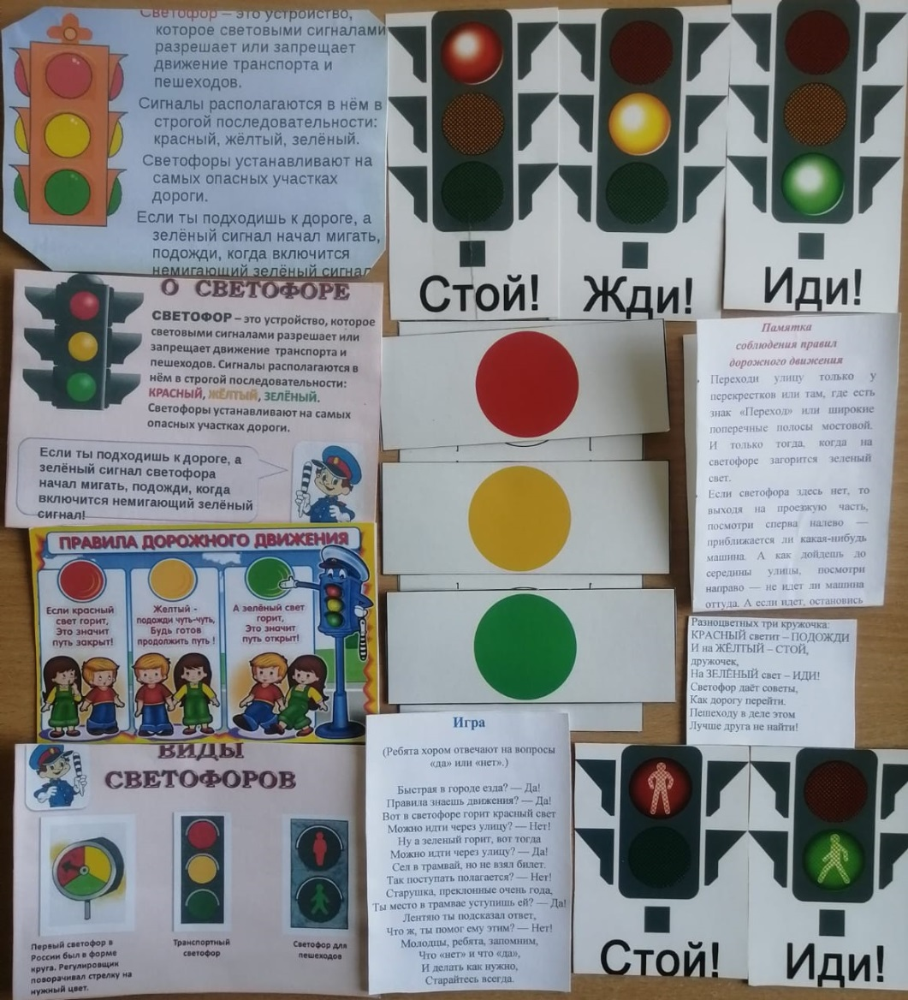 Светофор – это устройство,
которое световыми сигналами
разрешает или запрещает
движение транспорта и
пешеходов.
Сигналы располагаются в нём в
строгой последовательности:
красный, жёлтый, зелёный.
Светофоры устанавливают на
самых опасных участках
дороги.
Если ты подходишь к дороге, а
зелёный сигнал начал мигать,
подожди, когда включится
немигающий зелёный сигнал
Стой!
Жди!
Иди!
О СВЕТОФОРЕ
СВЕТОФОР – это устройство, которое
световыми сигналами разрешает или
запрещает движение транспорта и
пешеходов. Сигналы располагаются в
нём в строгой последовательности:
КРАСНЫЙ, ЖЁЛТЫЙ, ЗЕЛЁНЫЙ.
Светофоры устанавливают на самых
опасных участках дороги.
Если ты подходишь к дороге, а
зелёный сигнал светофора
начал мигать, подожди, когда
включится немигающий зелёный
сигнал!
Памятка
соблюдения правил
дорожного движения
Переходи улицу только у
перекрестков или там, где есть
знак «Переход» или широкие
поперечные полосы мостовой.
И только тогда, когда на
светофоре загорится зеленый
свет.
Если светофора здесь нет, то
выходя на проезжую часть,
посмотри сперва налево —
приближается ли какая-нибудь
машина. А как дойдешь до
середины улицы, посмотри
направо — не идет ли машина
оттуда. А если идет, остановись
ПРАВИЛА ДОРОЖНОГО ДВИЖЕНИЯ
Если красный
свет горит,
Это значит
путь закрыт!
Желтый -
подожди чуть-чуть,
Будь готов
продолжить путь !
А зелёный свет
горит,
Это значит
путь открыт!
Разноцветных три кружочка:
КРАСНЫЙ светит – ПОДОЖДИ
И на ЖЁЛТЫЙ – СТОЙ,
дружочек,
На ЗЕЛЁНЫЙ свет – ИДИ!
Светофор даёт советы,
Как дорогу перейти.
Пешеходу в деле этом
Лучше друга не найти!
ВИДЫ
СВЕТОФОРОВ
Первый светофор в
России был в форме
круга. Регулировщик
поворачивал стрелку на
нужный цвет.
Транспортный
светофор
Светофор для
пешеходов
Игра
(Ребята хором отвечают на вопросы
«да» или «нет».)
Быстрая в городе езда? — Да!
Правила знаешь движения? — Да!
Вот в светофоре горит красный свет
Можно идти через улицу? — Нет!
Ну а зеленый горит, вот тогда
Можно идти через улицу? — Да!
Сел в трамвай, но не взял билет.
Так поступать полагается? — Нет!
Старушка, преклонные очень года,
Ты место в трамвае уступишь ей? — Да!
Лентяю ты подсказал ответ,
Что ж, ты помог ему этим? — Нет!
Молодцы, ребята, запомним,
Что «нет» и что «да»,
И делать как нужно,
Старайтесь всегда.
Стой!
Иди!